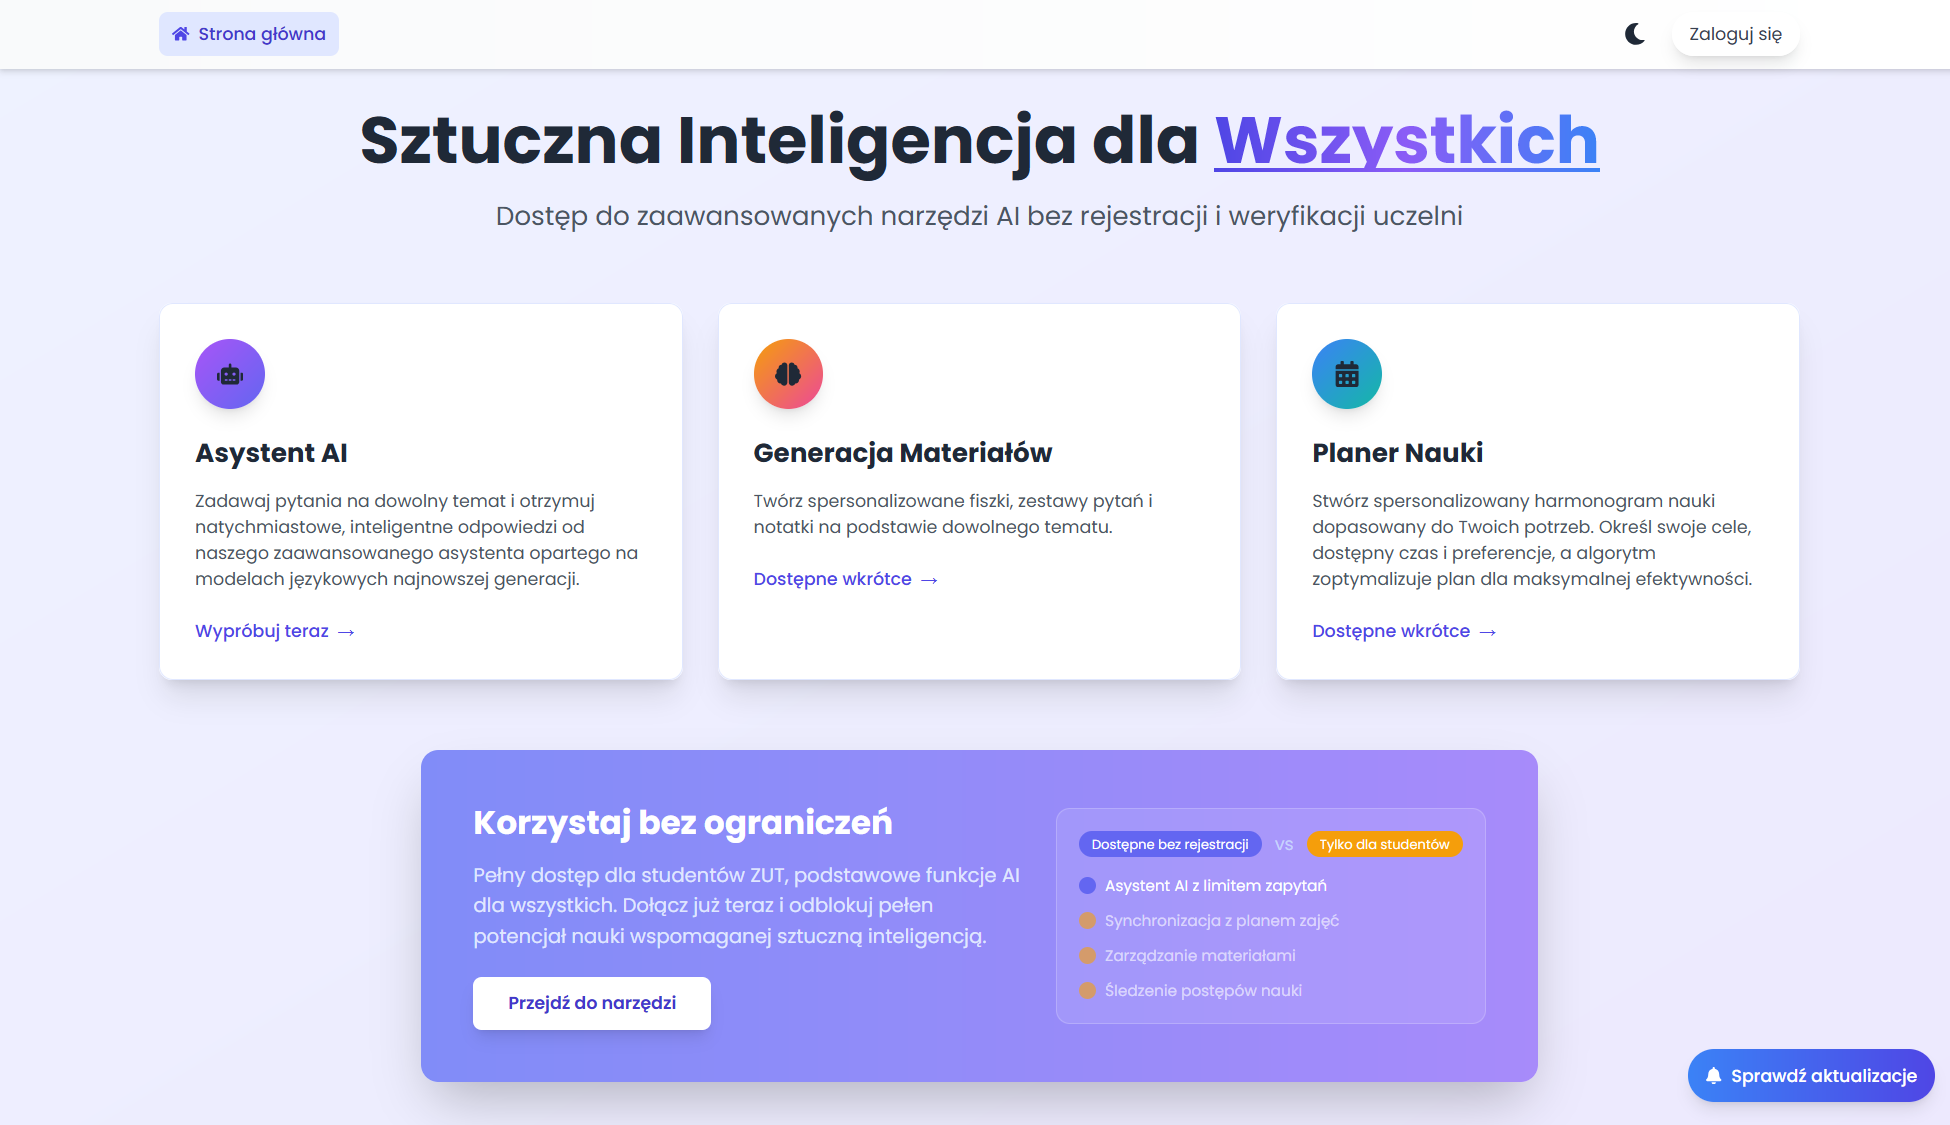 Strona główna
Zaloguj się
Sztuczna Inteligencja dla Wszystkich
Dostęp do zaawansowanych narzędzi AI bez rejestracji i weryfikacji uczelni
Asystent AI
Zadawaj pytania na dowolny temat i otrzymuj
natychmiastowe, inteligentne odpowiedzi od
naszego zaawansowanego asystenta opartego na
modelach językowych najnowszej generacji.
Wypróbuj teraz →
Generacja Materiałów
Twórz spersonalizowane fiszki, zestawy pytań i
notatki na podstawie dowolnego tematu.
Dostępne wkrótce →
Planer Nauki
Stwórz spersonalizowany harmonogram nauki
dopasowany do Twoich potrzeb. Określ swoje cele,
dostępny czas i preferencje, a algorytm
zoptymalizuje plan dla maksymalnej efektywności.
Dostępne wkrótce →
Korzystaj bez ograniczeń
Pełny dostęp dla studentów ZUT, podstawowe funkcje AI
dla wszystkich. Dołącz już teraz i odblokuj pełen
potencjał nauki wspomaganej sztuczną inteligencją.
Przejdź do narzędzi
Dostępne bez rejestracji VS Tylko dla studentów
Asystent AI z limitem zapytań
Synchronizacja z planem zajęć
Zarządzanie materiałami
Śledzenie postępów nauki
Sprawdź aktualizacje